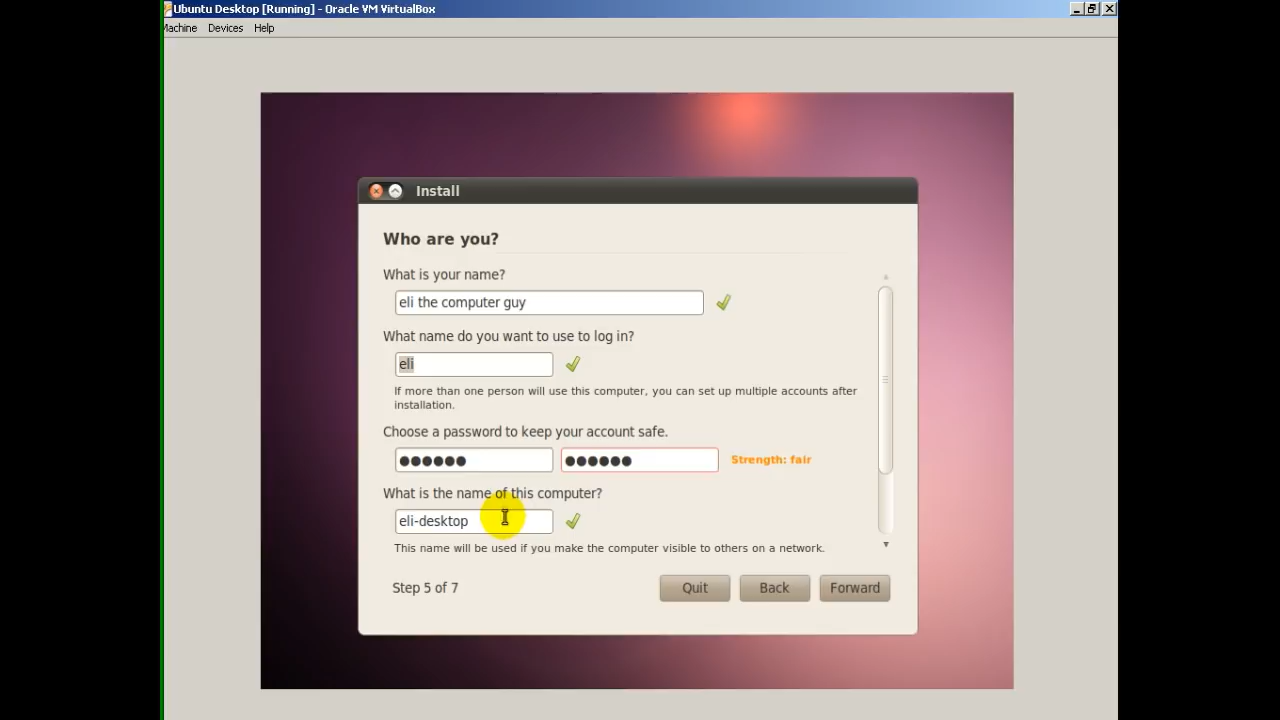 Ubuntu Desktop [Running] - Oracle VM VirtualBox
Machine Devices Help
Install
Who are you?
What is your name?
eli the computer guy
What name do you want to use to log in?
eli
If more than one person will use this computer, you can set up multiple accounts after
installation.
Choose a password to keep your account safe.
●●●●●● ●●●●●● Strength: fair
What is the name of this computer?
eli-desktop
This name will be used if you make the computer visible to others on a network.
Step 5 of 7 Quit Back Forward